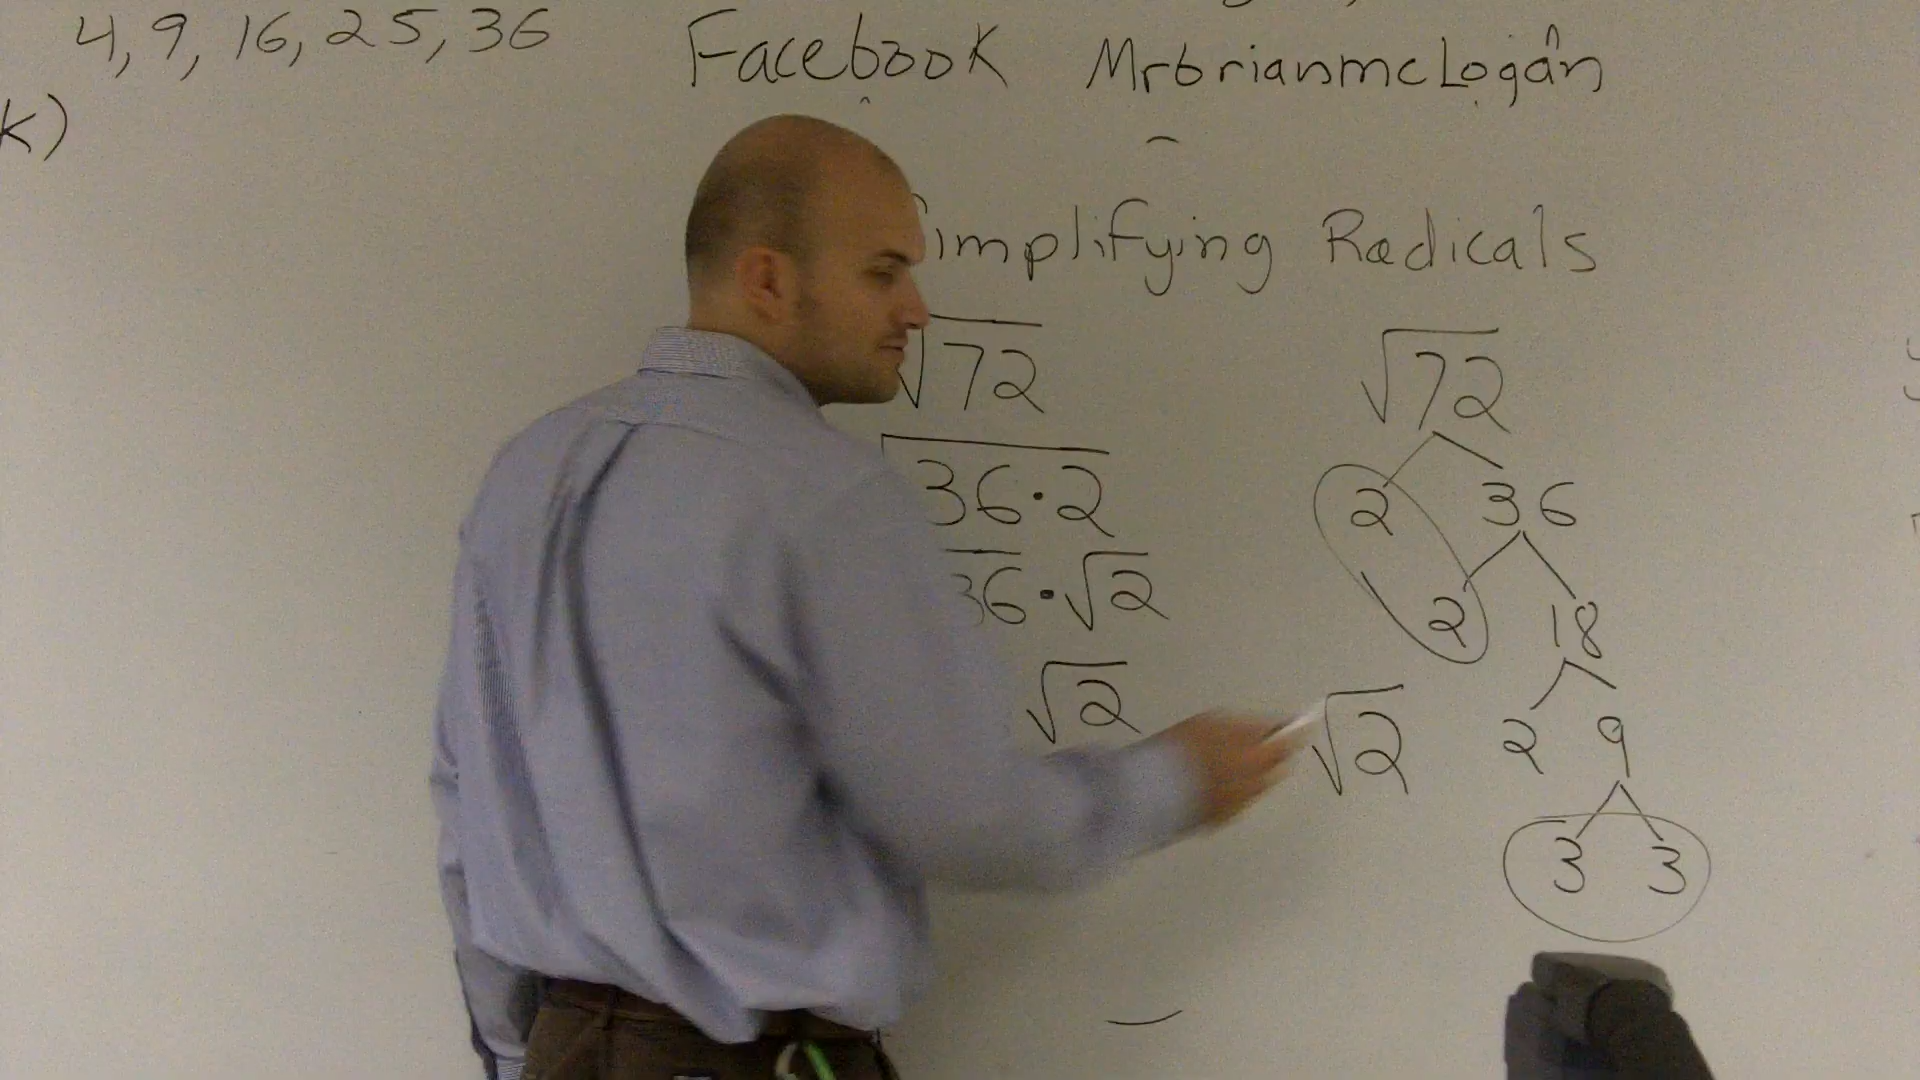 4, 9, 16, 25, 36
Facebook MrbrianmcLogan
k)
Simplifying Radicals
√72
√72
36·2
2 36
36·√2
2 18
√2
√2
2 9
3 3